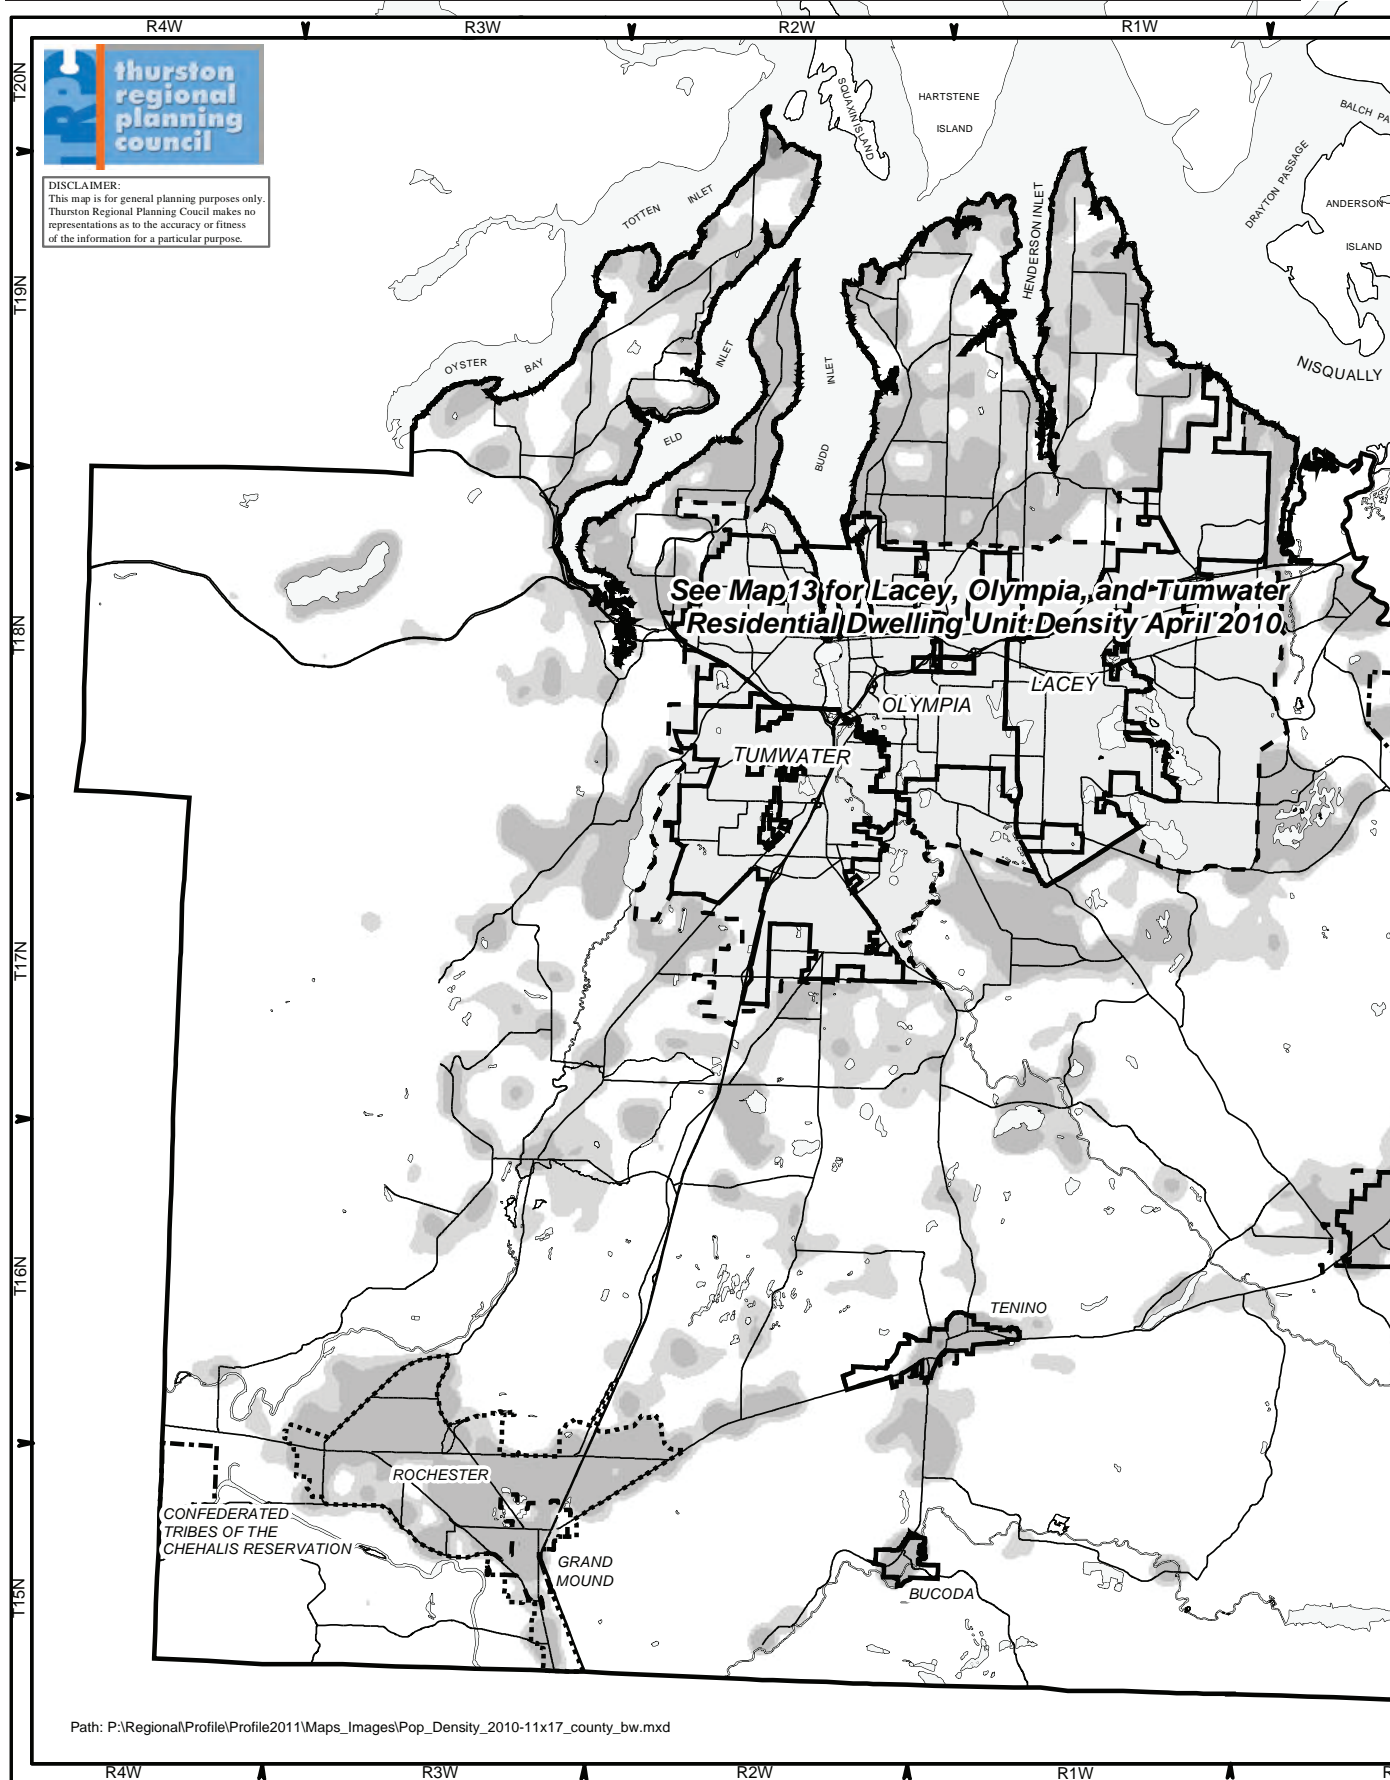 R4W
R3W
R2W
R1W
T20N
TRPC
thurston
regional
planning
council
DISCLAIMER:
This map is for general planning purposes only.
Thurston Regional Planning Coucil makes no
representations as to the accuracy or fitness
of the information for a particular purpose.
SQUAXIN ISLAND
HARTSTENE
ISLAND
BALCH PA
DRAYTON PASSAGE
ANDERSON
ISLAND
TOTTEN INLET
HENDERSON INLET
T19N
OYSTER BAY
INLET
INLET
NISQUALLY
ELD
BUDD
See Map13 for Lacey, Olympia, and Tumwater
Residential Dwelling Unit Density April 2010
T18N
LACEY
OLYMPIA
TUMWATER
T17N
T16N
TENINO
ROCHESTER
CONFEDERATED
TRIBES OF THE
CHEHALIS RESERVATION
GRAND
MOUND
BUCODA
T15N
Path: P:\Regional\Profile\Profile2011\Maps_Images\Pop_Density_2010-11x17_county_bw.mxd
R4W
R3W
R2W
R1W
R